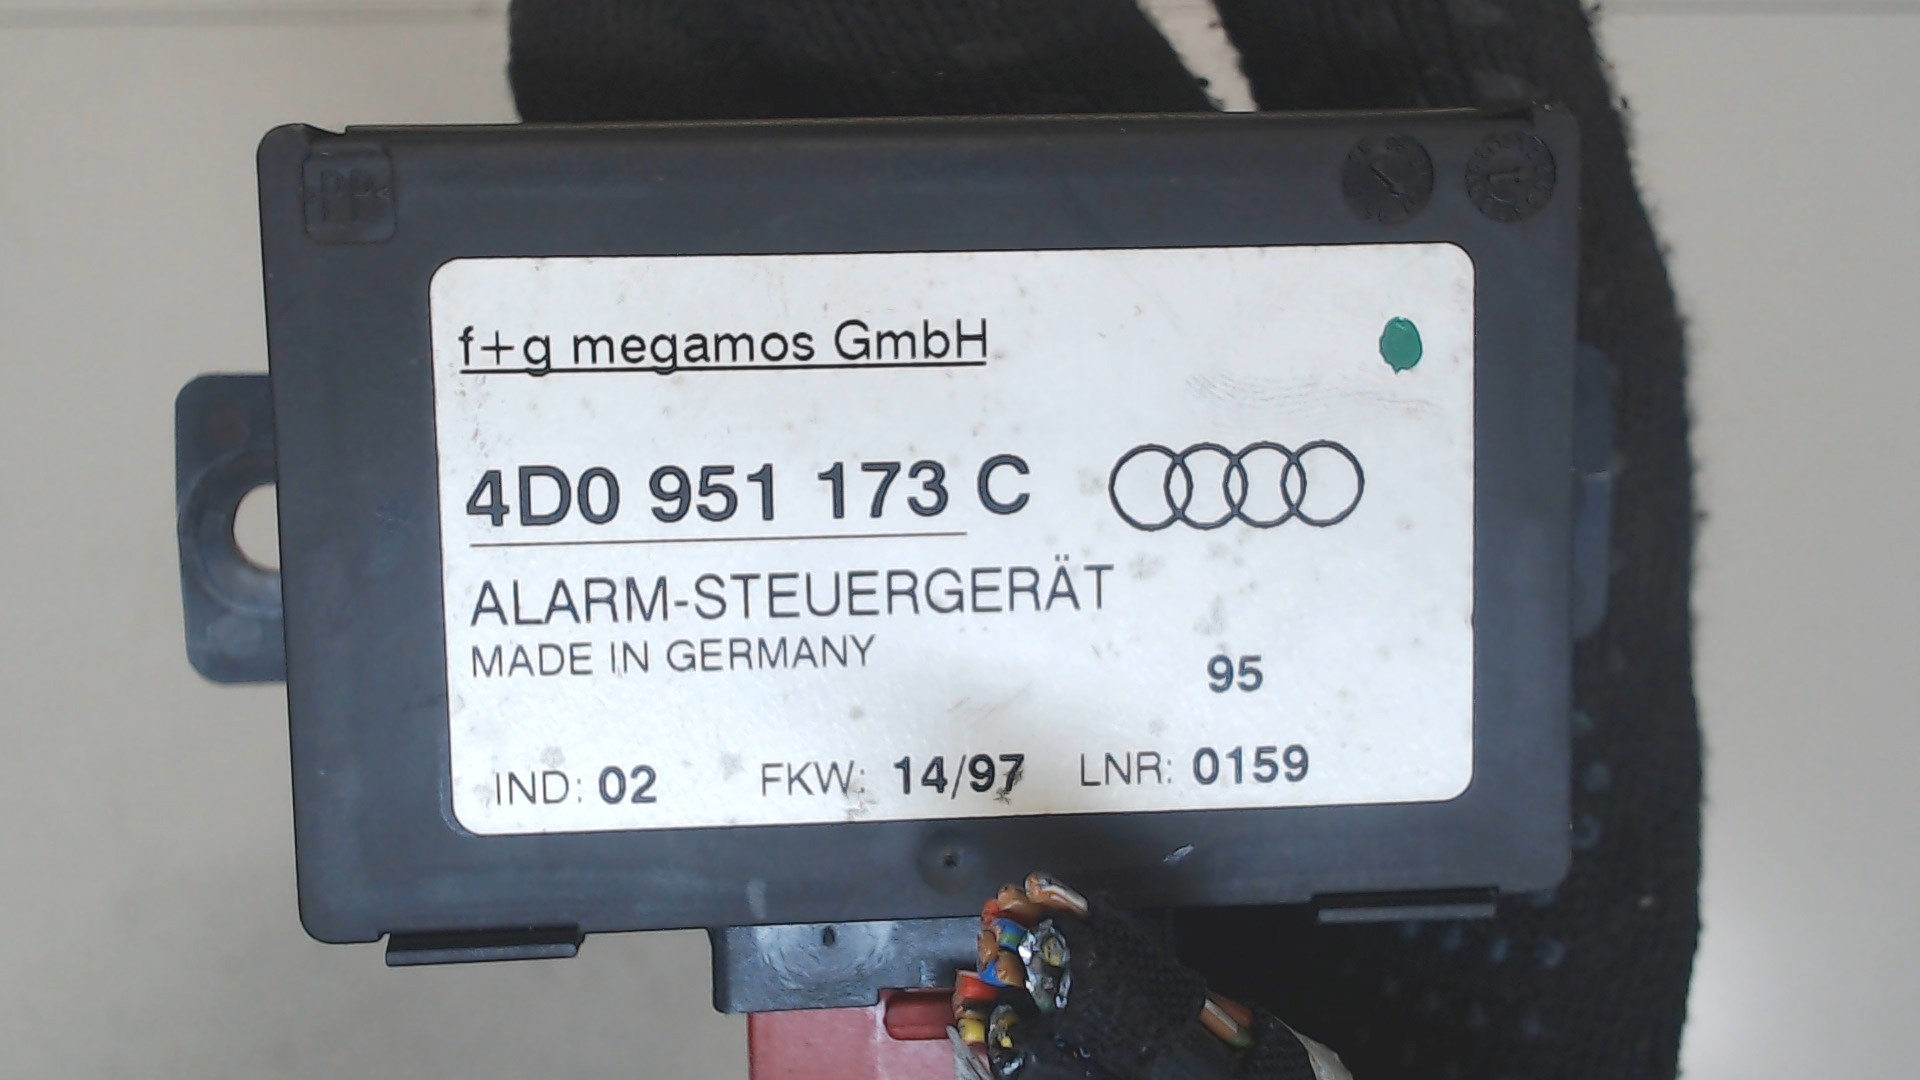 f+g megamos GmbH
4D0 951 173 C
ALARM-STEUERGERÄT
MADE IN GERMANY
95
IND: 02 FKW: 14/97 LNR: 0159